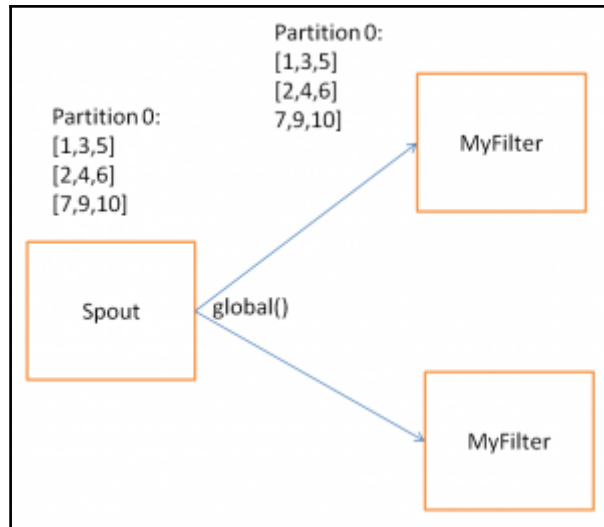 Partition 0:
[1,3,5]
[2,4,6]
7,9,10]
Partition 0:
[1,3,5]
[2,4,6]
[7,9,10]
MyFilter
Spout
global()
MyFilter